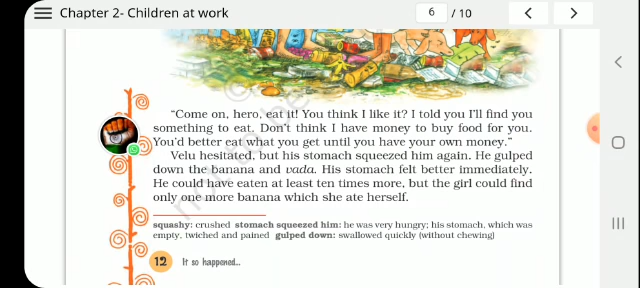 Chapter 2- Children at work
6 / 10
"Come on, hero, eat it! You think I like it? I told you I'll find you
something to eat. Don't think I have money to buy food for you.
You'd better eat what you get until you have your own money."
Velu hesitated, but his stomach squeezed him again. He gulped
down the banana and vada. His stomach felt better immediately.
He could have eaten at least ten times more, but the girl could find
only one more banana which she ate herself.
squashy: crushed stomach squeezed him: he was very hungry; his stomach, which was
empty, twiched and pained gulped down: swallowed quickly (without chewing)
12 It so happened...